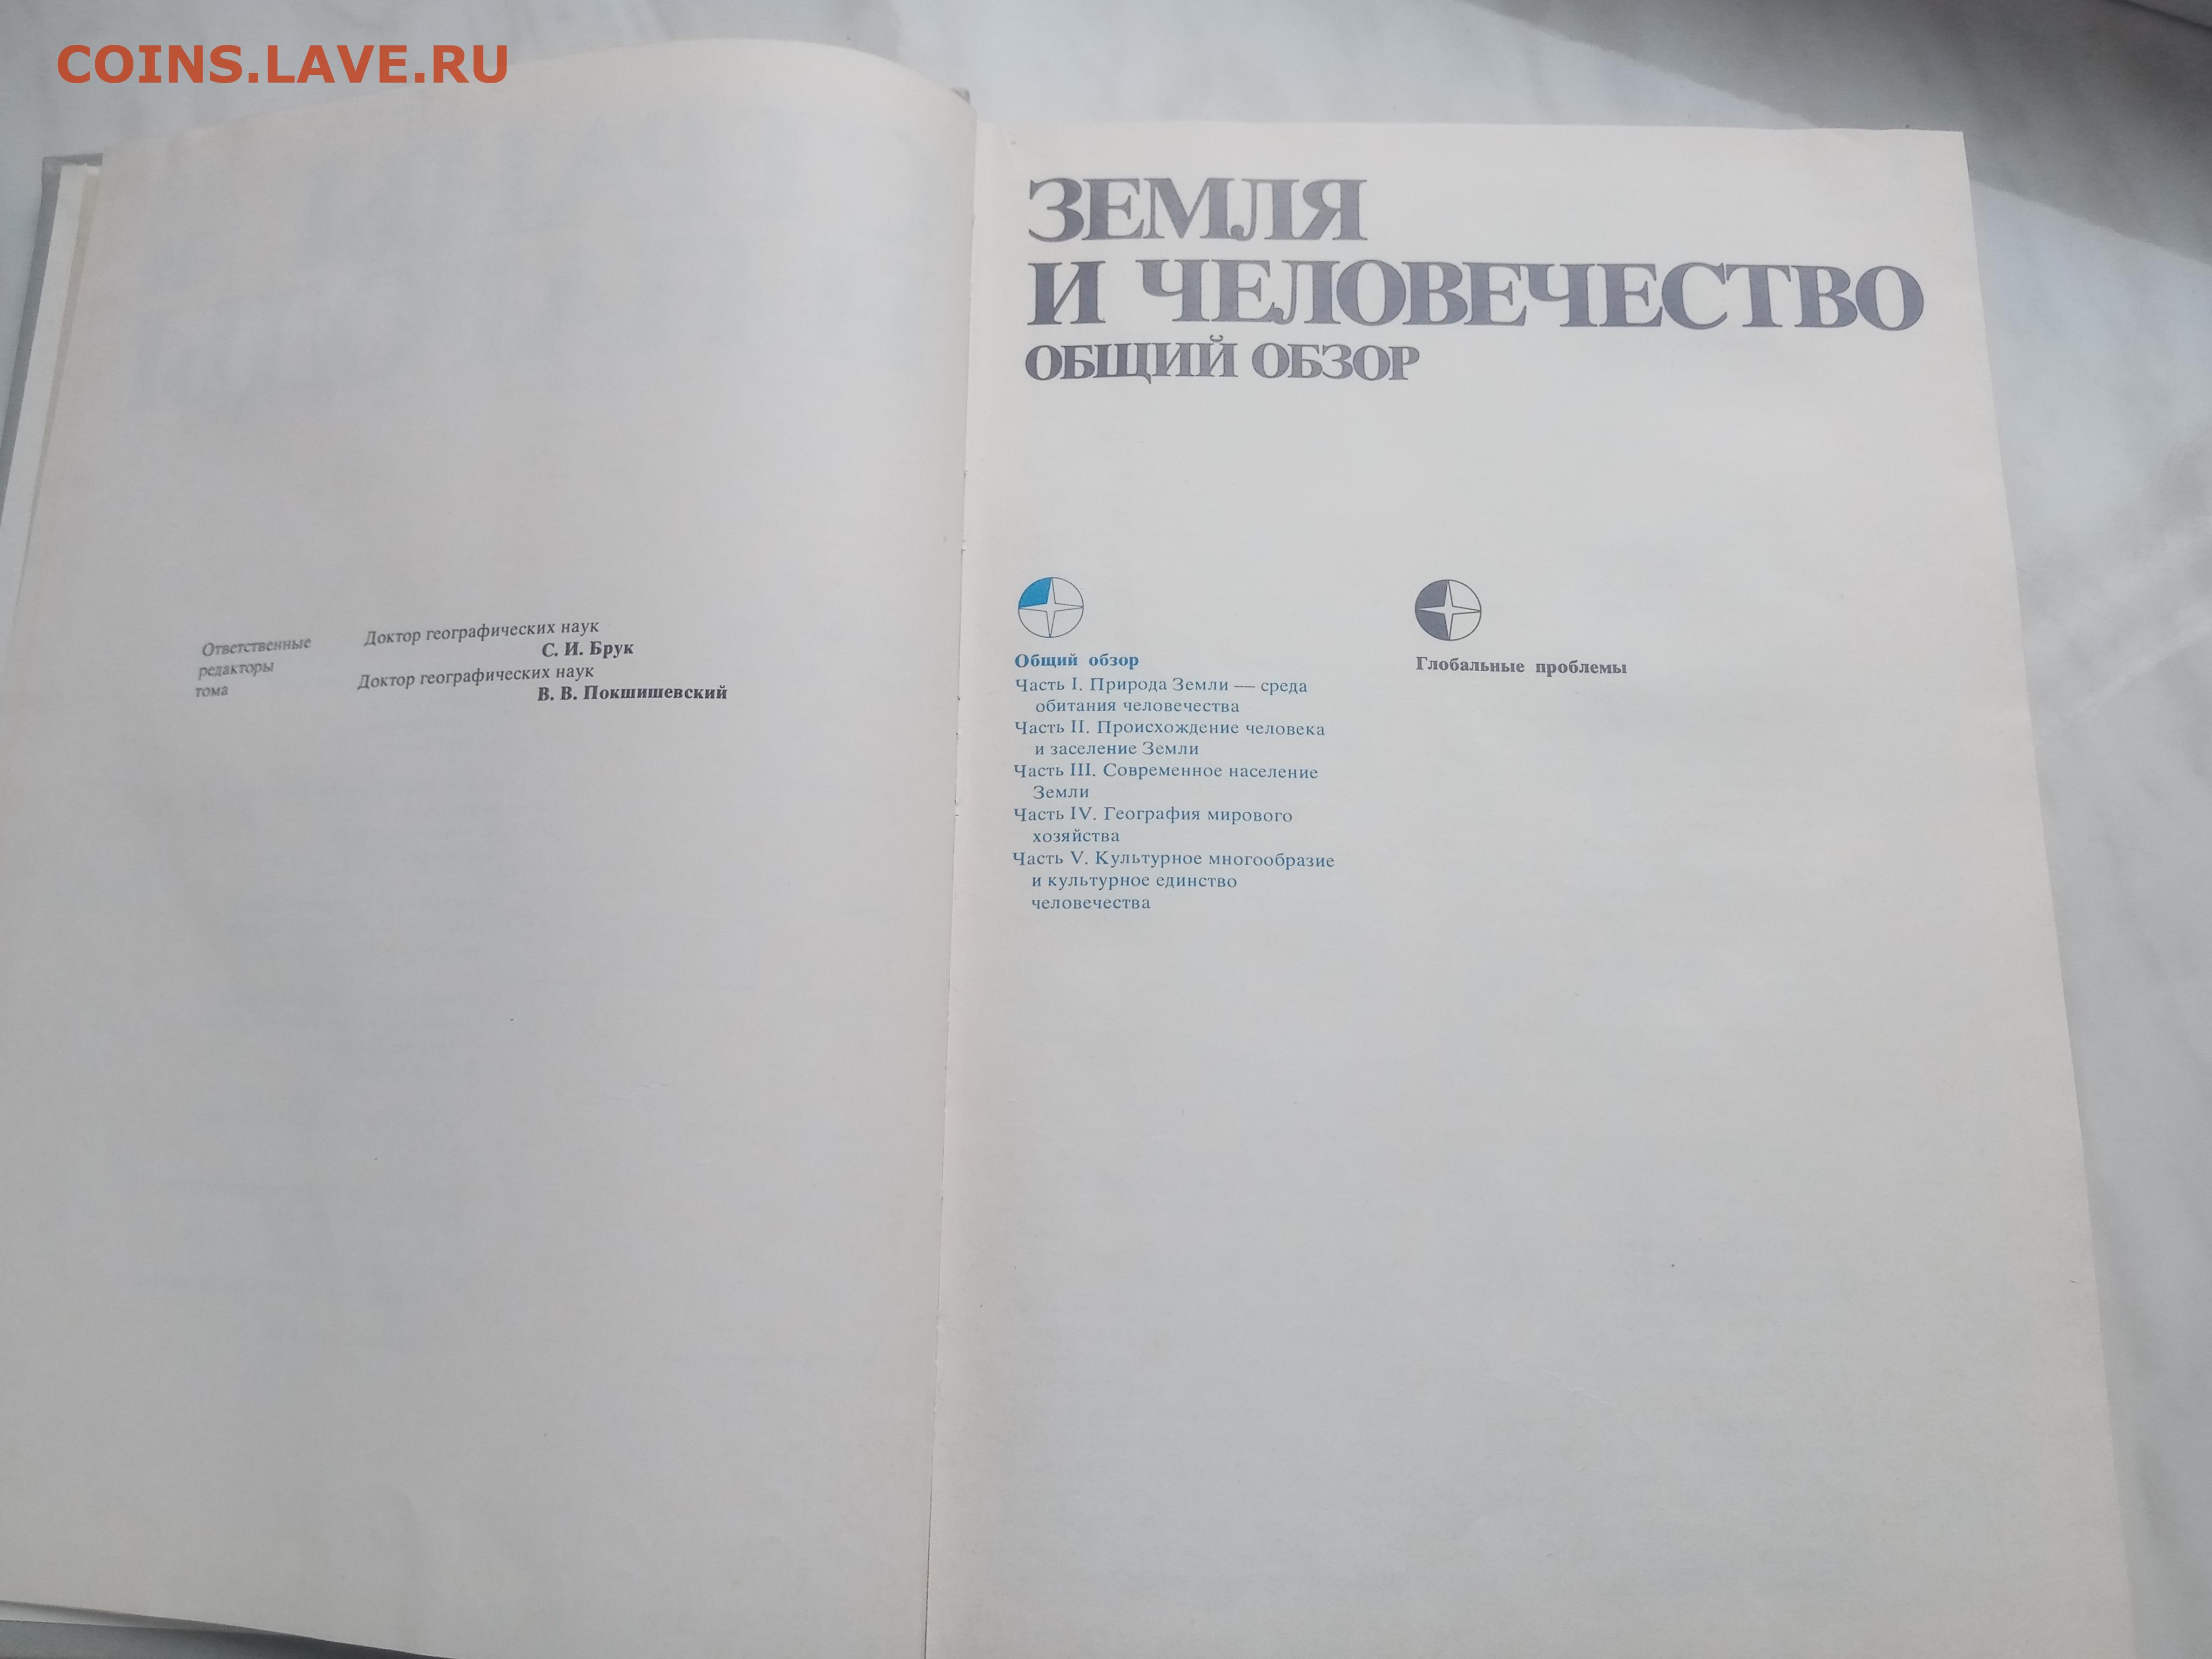 COINS.LAVE.RU
Ответственные
редакторы
тома
Доктор географических наук
С. И. Брук
Доктор географических наук
В. В. Покшишевский
ЗЕМЛЯ
И ЧЕЛОВЕЧЕСТВО
ОБЩИЙ ОБЗОР
Общий обзор
Часть I. Природа Земли — среда
обитания человечества
Часть II. Происхождение человека
и заселение Земли
Часть III. Современное население
Земли
Часть IV. География мирового
хозяйства
Часть V. Культурное многообразие
и культурное единство
человечества
Глобальные проблемы